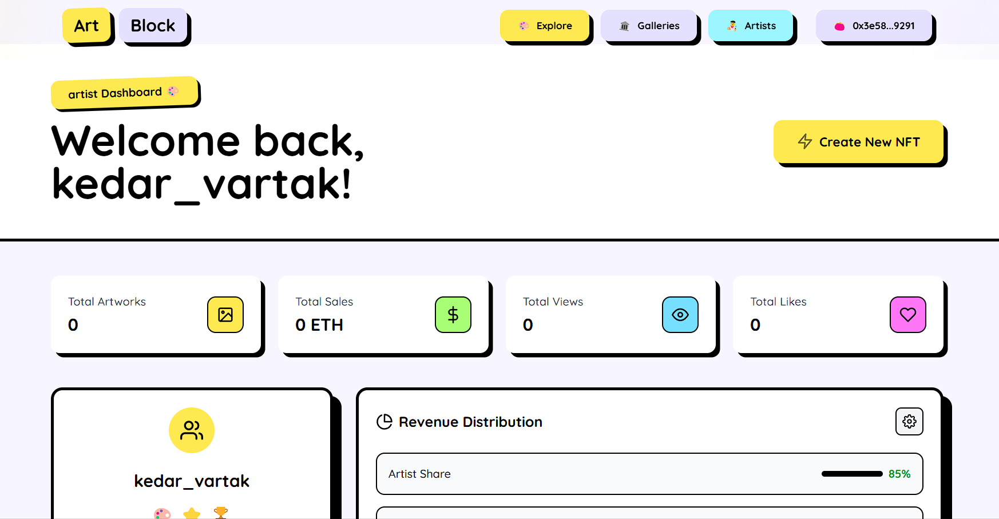 Art Block
Explore Galleries Artists 0x3e58...9291
artist Dashboard
Welcome back,
kedar_vartak!
Create New NFT
Total Artworks
0
Total Sales
0 ETH
Total Views
0
Total Likes
0
kedar_vartak
Revenue Distribution
Artist Share 85%